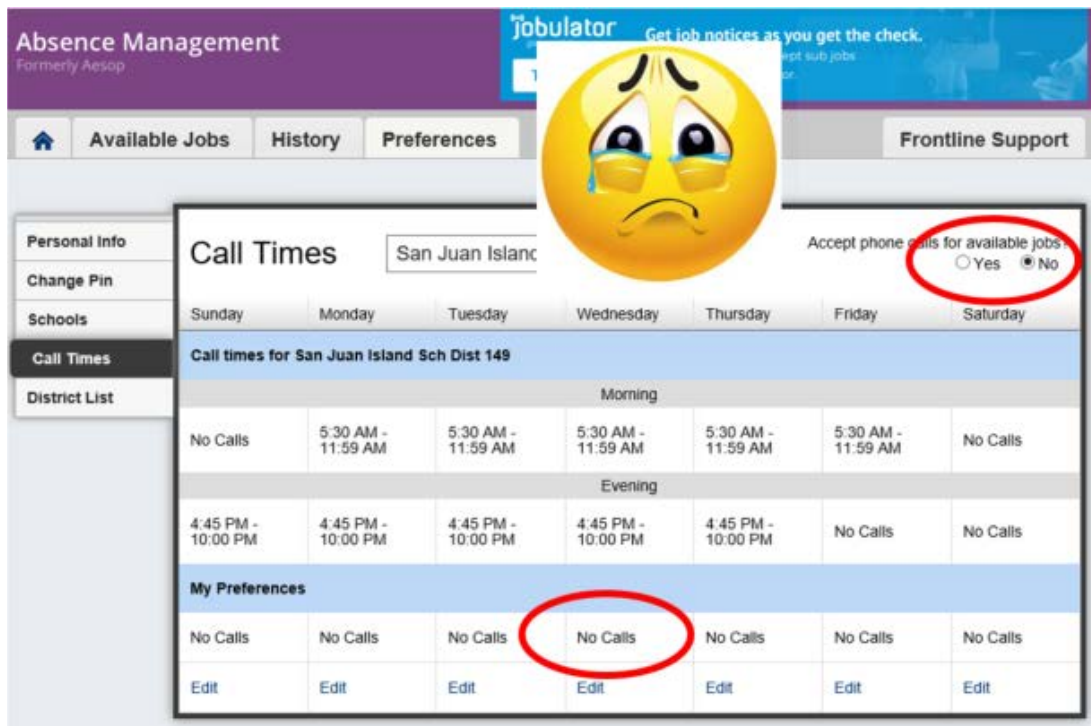 Absence Management
Formerly Aesop
jobulator
Get job notices as you get the check.
sub jobs
Available Jobs
History
Preferences
Frontline Support
Personal Info
Change Pin
Schools
Call Times
District List
Call Times
San Juan Island
Accept phone calls for available jobs?
Yes No
Sunday Monday Tuesday Wednesday Thursday Friday Saturday
Call times for San Juan Island Sch Dist 149
Morning
No Calls 5:30 AM - 5:30 AM - 5:30 AM - 5:30 AM - 5:30 AM - No Calls
11:59 AM 11:59 AM 11:59 AM 11:59 AM 11:59 AM
Evening
4:45 PM - 4:45 PM - 4:45 PM - 4:45 PM - 4:45 PM - No Calls No Calls
10:00 PM 10:00 PM 10:00 PM 10:00 PM 10:00 PM
My Preferences
No Calls No Calls No Calls No Calls No Calls No Calls No Calls
Edit Edit Edit Edit Edit Edit Edit